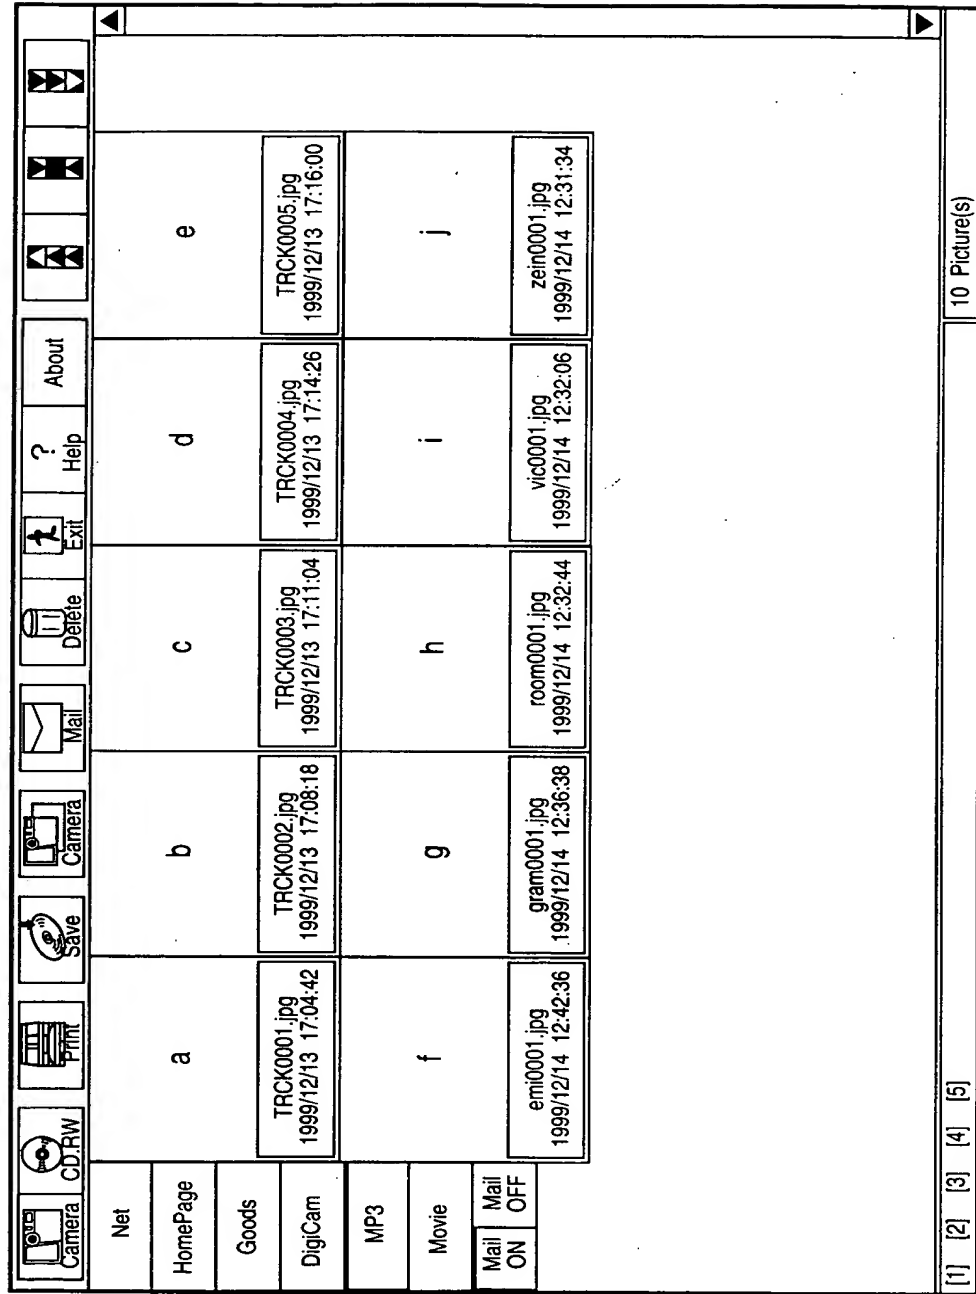 Camera CD.RW Print Save Camera Mail Delete Exit ? Help About
Net
HomePage
Goods
DigiCam
MP3
Movie
Mail ON
Mail OFF
a b c d e
TRCK0001.jpg
1999/12/13 17:04:42
TRCK0002.jpg
1999/12/13 17:08:18
TRCK0003.jpg
1999/12/13 17:11:04
TRCK0004.jpg
1999/12/13 17:14:26
TRCK0005.jpg
1999/12/13 17:16:00
f g h i j
emi0001.jpg
1999/12/14 12:42:36
gram0001.jpg
1999/12/14 12:36:38
room0001.jpg
1999/12/14 12:32:44
vic0001.jpg
1999/12/14 12:32:06
zein0001.jpg
1999/12/14 12:31:34
[1] [2] [3] [4] [5]
10 Picture(s)